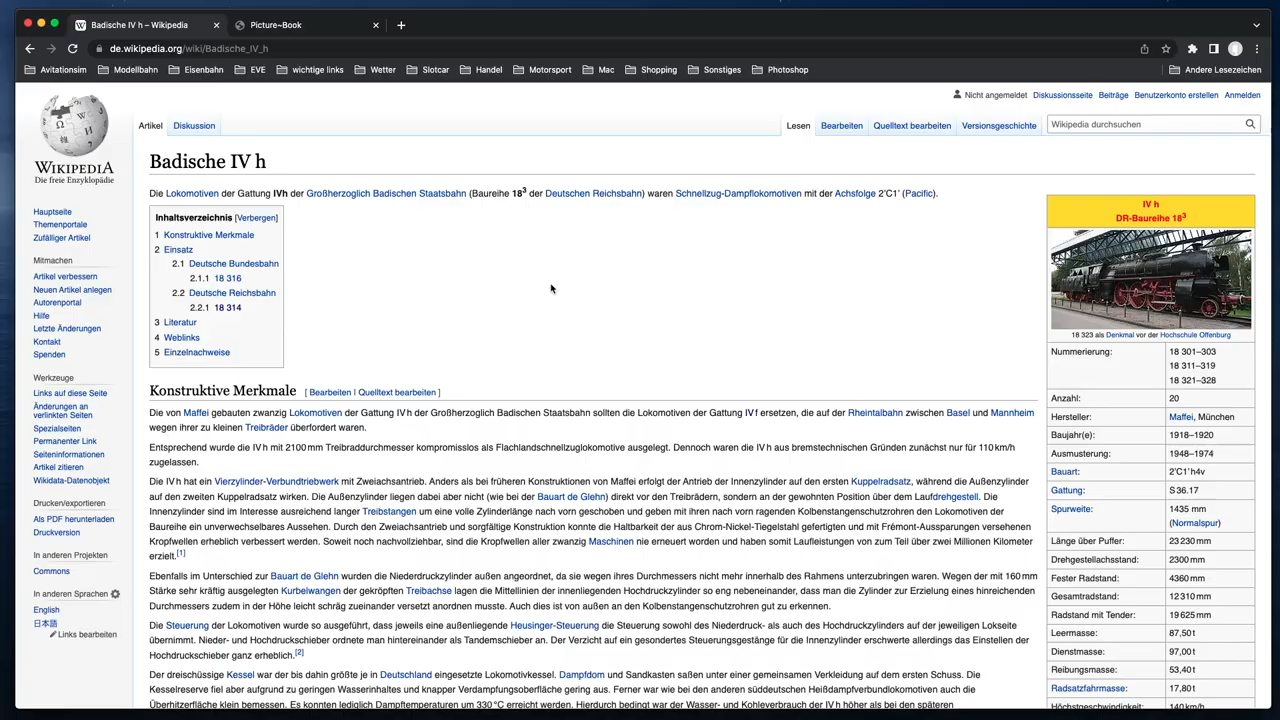 Badische IV h – Wikipedia
Picture~Book
de.wikipedia.org/wiki/Badische_IV_h
Avitationsim Modellbahn Eisenbahn EVE wichtige links Wetter Slotcar Handel Motorsport Mac Shopping Sonstiges Photoshop Andere Lesezeichen
Nicht angemeldet Diskussionsseite Beiträge Benutzerkonto erstellen Anmelden
Artikel Diskussion Lesen Bearbeiten Quelltext bearbeiten Versionsgeschichte Wikipedia durchsuchen
WIKIPEDIA
Die freie Enzyklopädie
Hauptseite
Themenportale
Zufälliger Artikel
Mitmachen
Artikel verbessern
Neuen Artikel anlegen
Autorenportal
Hilfe
Letzte Änderungen
Kontakt
Spenden
Werkzeuge
Links auf diese Seite
Änderungen an
verlinkten Seiten
Spezialseiten
Permanenter Link
Seiteninformationen
Artikel zitieren
Wikidata-Datenobjekt
Drucken/exportieren
Als PDF herunterladen
Druckversion
In anderen Projekten
Commons
In anderen Sprachen
English
日本語
Links bearbeiten
Badische IV h
Die Lokomotiven der Gattung IVh der Großherzoglich Badischen Staatsbahn (Baureihe 18³ der Deutschen Reichsbahn) waren Schnellzug-Dampflokomotiven mit der Achsfolge 2'C1' (Pacific).
Inhaltsverzeichnis [Verbergen]
1 Konstruktive Merkmale
2 Einsatz
2.1 Deutsche Bundesbahn
2.1.1 18 316
2.2 Deutsche Reichsbahn
2.2.1 18 314
3 Literatur
4 Weblinks
5 Einzelnachweise
Konstruktive Merkmale [ Bearbeiten | Quelltext bearbeiten ]
Die von Maffei gebauten zwanzig Lokomotiven der Gattung IV h der Großherzoglich Badischen Staatsbahn sollten die Lokomotiven der Gattung IV f ersetzen, die auf der Rheintalbahn zwischen Basel und Mannheim
wegen ihrer zu kleinen Treibräder überfordert waren.
Entsprechend wurde die IV h mit 2100 mm Treibraddurchmesser kompromisslos als Flachlandschnellzuglokomotive ausgelegt. Dennoch waren die IV h aus bremstechnischen Gründen zunächst nur für 110 km/h
zugelassen.
Die IV h hat ein Vierzylinder-Verbundtriebwerk mit Zweiachsantrieb. Anders als bei früheren Konstruktionen von Maffei erfolgt der Antrieb der Innenzylinder auf den ersten Kuppelradsatz, während die Außenzylinder
auf den zweiten Kuppelradsatz wirken. Die Außenzylinder liegen dabei aber nicht (wie bei der Bauart de Glehn) direkt vor den Treibrädern, sondern an der gewohnten Position über dem Laufdrehgestell. Die
Innenzylinder sind im Interesse ausreichend langer Treibstangen um eine volle Zylinderlänge nach vorn geschoben und geben mit ihren nach vorn ragenden Kolbenstangenschutzrohren den Lokomotiven der
Baureihe ein unverwechselbares Aussehen. Durch den Zweiachsantrieb und sorgfältige Konstruktion konnte die Haltbarkeit der aus Chrom-Nickel-Tiegelstahl gefertigten und mit Frémont-Aussparungen versehenen
Kropfwellen erheblich verbessert werden. Soweit noch nachvollziehbar, sind die Kropfwellen aller zwanzig Maschinen nie erneuert worden und haben somit Laufleistungen von zum Teil über zwei Millionen Kilometer
erzielt.[1]
Ebenfalls im Unterschied zur Bauart de Glehn wurden die Niederdruckzylinder außen angeordnet, da sie wegen ihres Durchmessers nicht mehr innerhalb des Rahmens unterzubringen waren. Wegen der mit 160 mm
Stärke sehr kräftig ausgelegten Kurbelwangen der gekröpften Treibachse lagen die Mittellinien der innenliegenden Hochdruckzylinder so eng nebeneinander, dass man die Zylinder zur Erzielung eines hinreichenden
Durchmessers zudem in der Höhe leicht schräg zueinander versetzt anordnen musste. Auch dies ist von außen an den Kolbenstangenschutzrohren gut zu erkennen.
Die Steuerung der Lokomotiven wurde so ausgeführt, dass jeweils eine außenliegende Heusinger-Steuerung die Steuerung sowohl des Niederdruck- als auch des Hochdruckzylinders auf der jeweiligen Lokseite
übernimmt. Nieder- und Hochdruckschieber ordnete man hintereinander als Tandemschieber an. Der Verzicht auf ein gesondertes Steuerungsgestänge für die Innenzylinder erschwerte allerdings das Einstellen der
Hochdruckschieber ganz erheblich.[2]
Der dreischüssige Kessel war der bis dahin größte je in Deutschland eingesetzte Lokomotivkessel. Dampfdom und Sandkasten saßen unter einer gemeinsamen Verkleidung auf dem ersten Schuss. Die
Kesselreserve fiel aber aufgrund zu geringen Wasserinhaltes und knapper Verdampfungsoberfläche gering aus. Ferner war wie bei den anderen süddeutschen Heißdampfverbundlokomotiven auch die
Überhitzerfläche klein bemessen. Es konnten lediglich Dampftemperaturen um 330 °C erreicht werden. Hierdurch bedingt war der Wasser- und Kohleverbrauch der IV h höher als bei den späteren
IV h
DR-Baureihe 18³
18 323 als Denkmal vor der Hochschule Offenburg
Nummerierung: 18 301–303
18 311–319
18 321–328
Anzahl: 20
Hersteller: Maffei, München
Baujahr(e): 1918–1920
Ausmusterung: 1948–1974
Bauart: 2'C1' h4v
Gattung: S 36.17
Spurweite: 1435 mm
(Normalspur)
Länge über Puffer: 23 230 mm
Drehgestellachsstand: 2300 mm
Fester Radstand: 4360 mm
Gesamtradstand: 12 310 mm
Radstand mit Tender: 19 625 mm
Leermasse: 87,50 t
Dienstmasse: 97,00 t
Reibungsmasse: 53,40 t
Radsatzfahrmasse: 17,80 t
Höchstgeschwindigkeit: 140 km/h